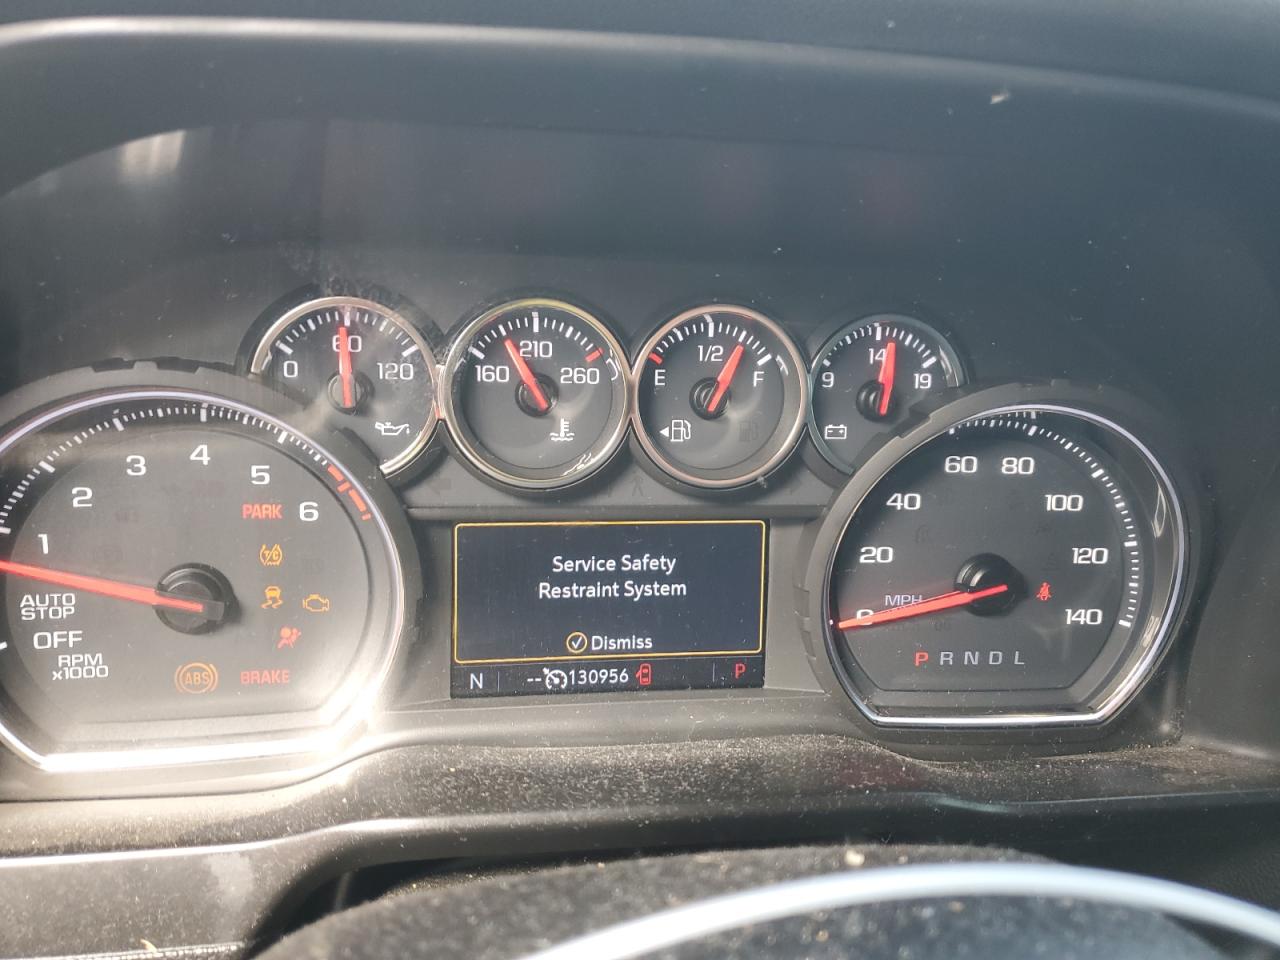 0 60 120
160 210 260
E 1/2 F
9 14 19
1 2 3 4 5 6
AUTO
STOP
OFF
RPM
x1000
PARK
T/C
ABS
BRAKE
Service Safety
Restraint System
Dismiss
N -- 130956 P
0 20 40 60 80 100 120 140
MPH
P R N D L